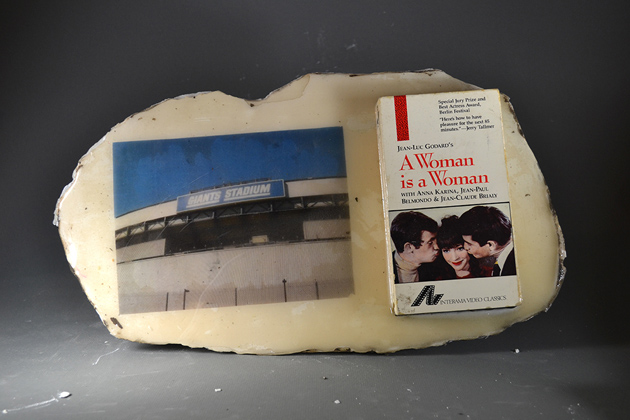 GIANTS STADIUM
Special Jury Prize and
Best Actress Award,
Berlin Festival
"Here's how to have
pleasure for the next 85
minutes."—Jerry Tallmer
JEAN-LUC GODARD'S
A Woman
is a Woman
WITH ANNA KARINA, JEAN-PAUL
BELMONDO & JEAN-CLAUDE BRIALY
INTERAMA VIDEO CLASSICS